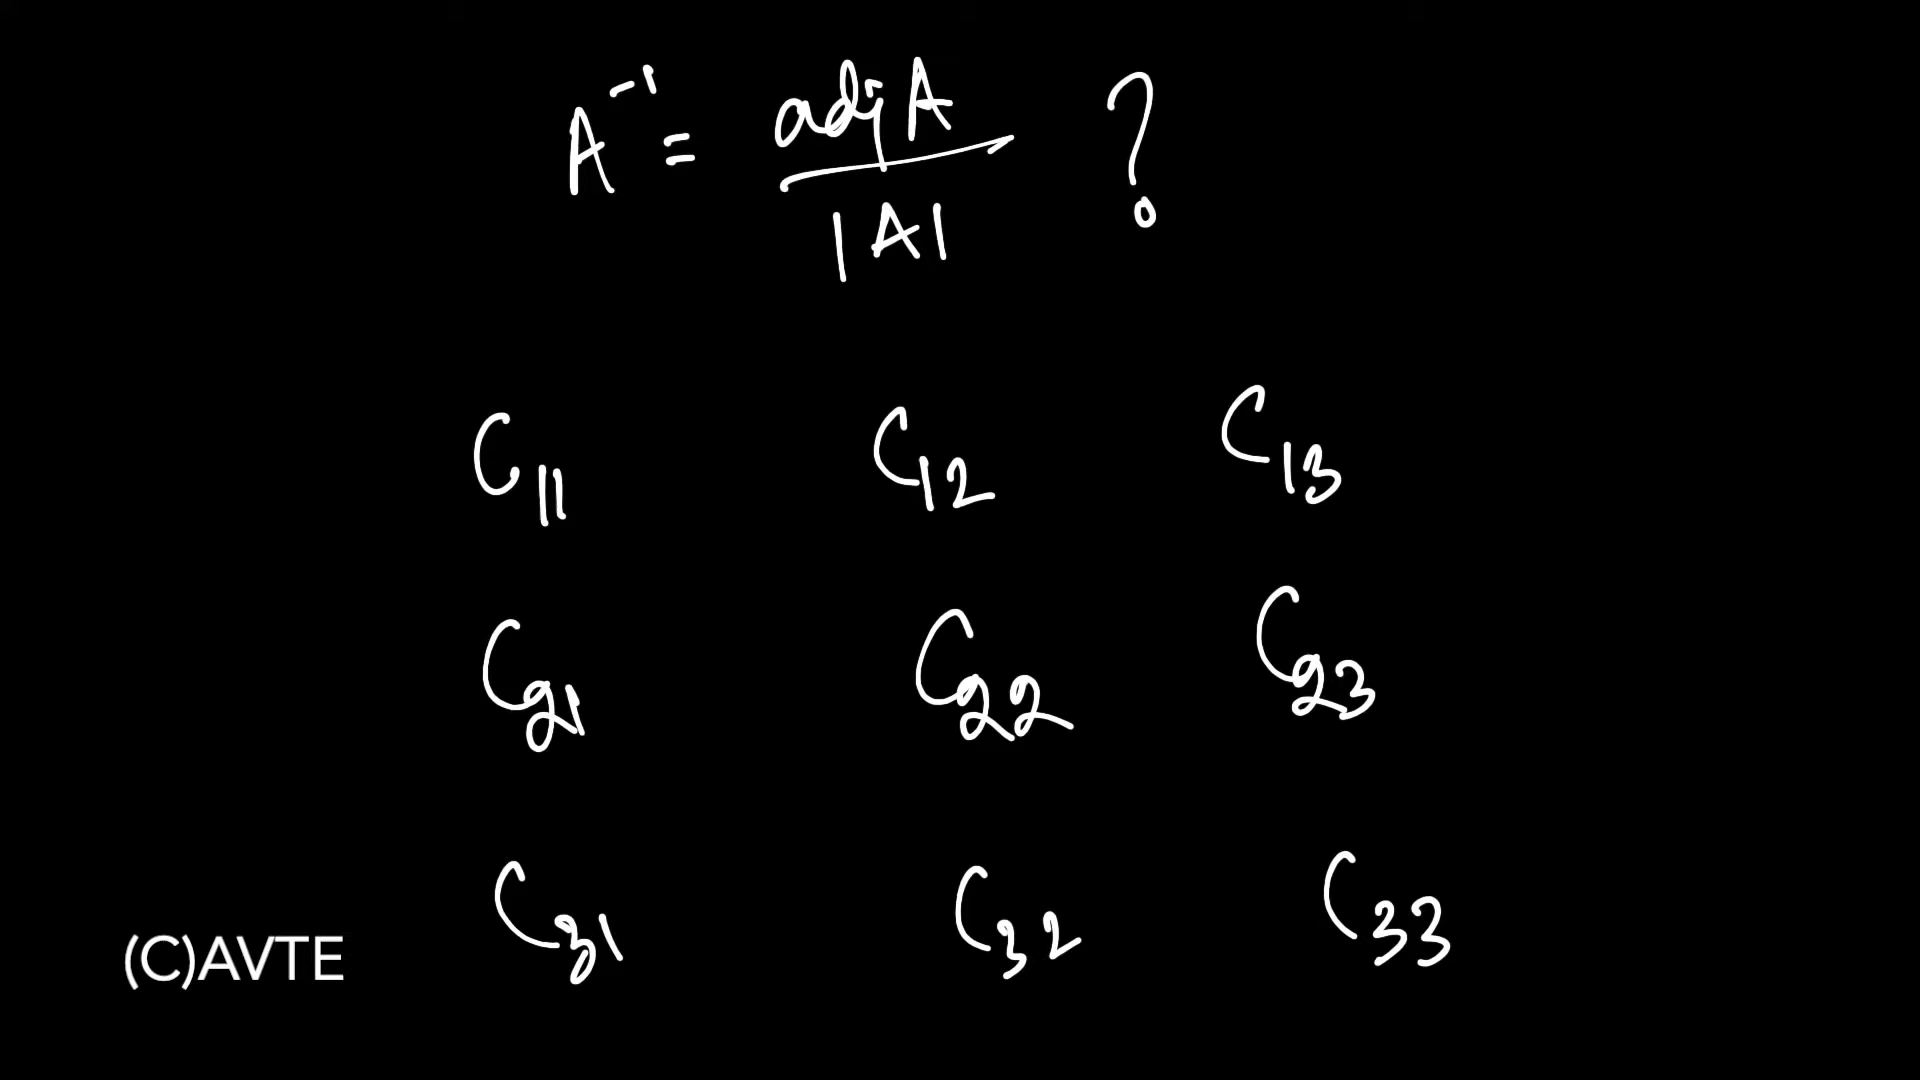 A⁻¹ = adj A / |A| ?
C₁₁ C₁₂ C₁₃
C₂₁ C₂₂ C₂₃
C₃₁ C₃₂ C₃₃
(C)AVTE